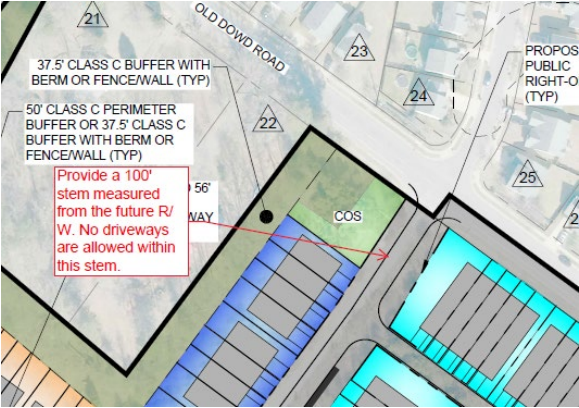 21
OLD DOWD ROAD
23
24
22
25
37.5' CLASS C BUFFER WITH
BERM OR FENCE/WALL (TYP)
50' CLASS C PERIMETER
BUFFER OR 37.5' CLASS C
BUFFER WITH BERM OR
FENCE/WALL (TYP)
Provide a 100'
stem measured
from the future R/
W. No driveways
are allowed within
this stem.
56'
WAY
COS
PROPOS
PUBLIC
RIGHT-O
(TYP)
2